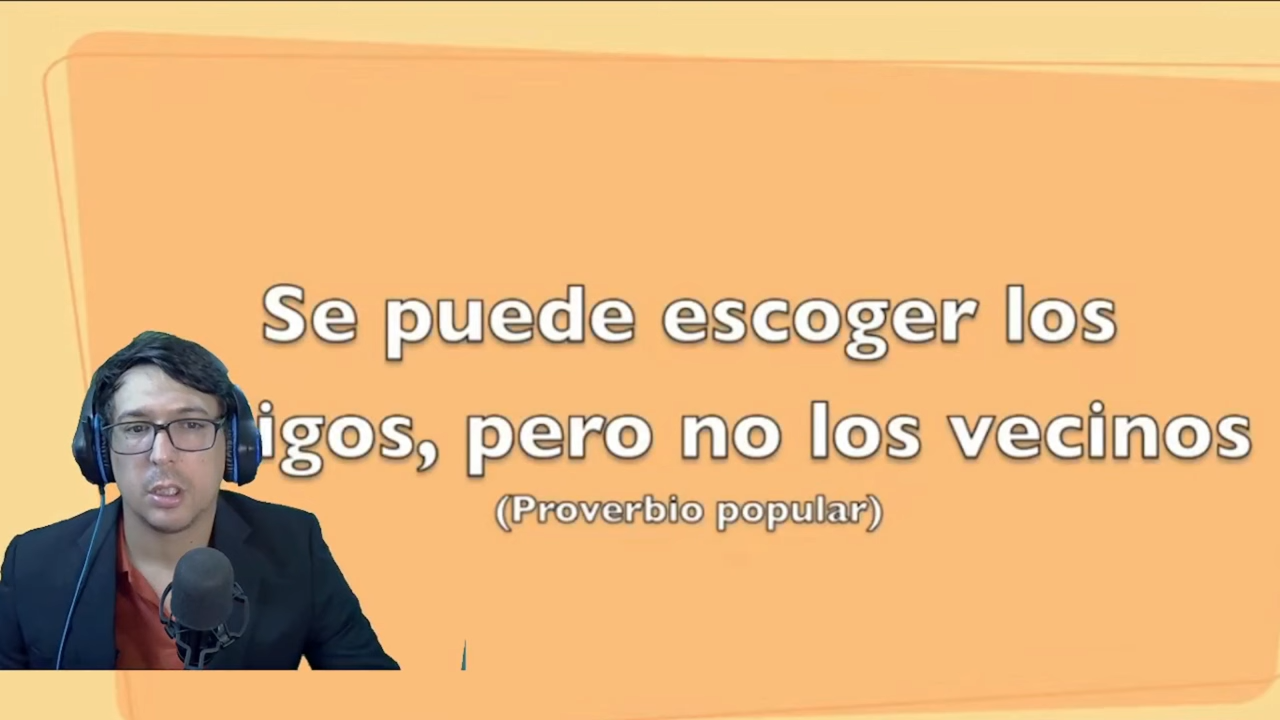 Se puede escoger los
igos, pero no los vecinos
(Proverbio popular)